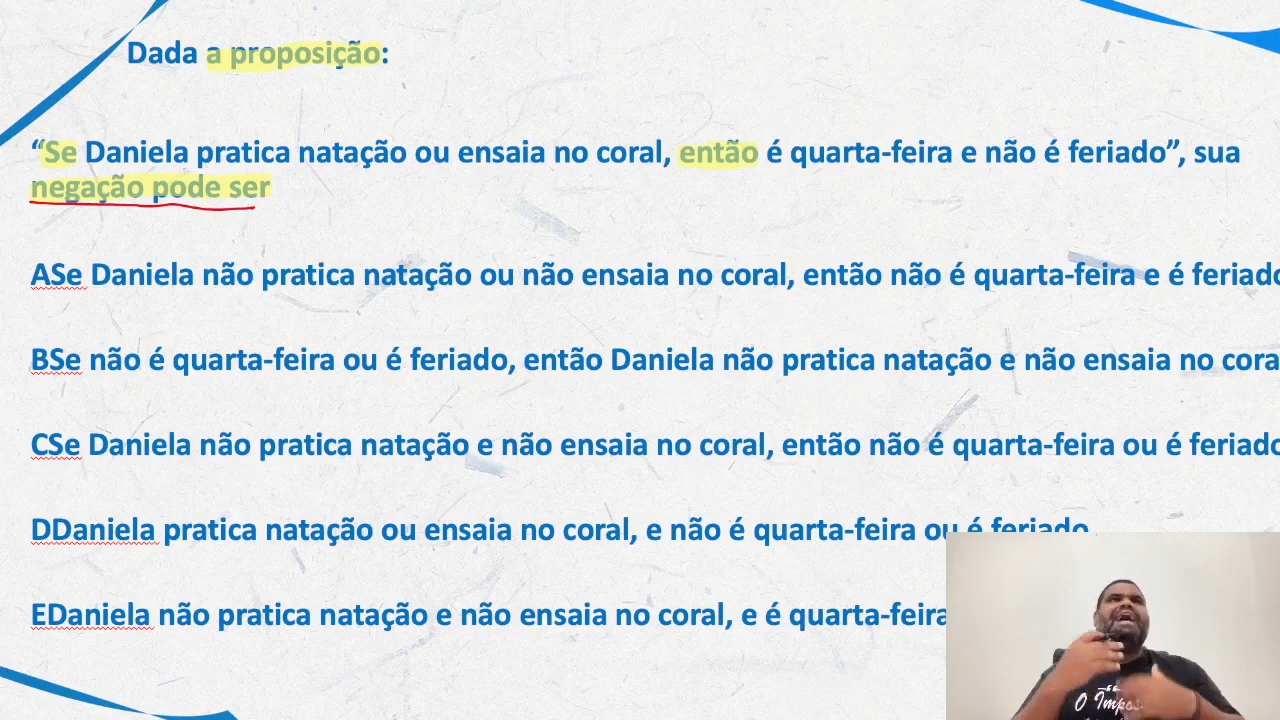 Dada a proposição:
“Se Daniela pratica natação ou ensaia no coral, então é quarta-feira e não é feriado”, sua
negação pode ser
ASe Daniela não pratica natação ou não ensaia no coral, então não é quarta-feira e é
BSe não é quarta-feira ou é feriado, então Daniela não pratica natação e não ensaia no
CSe Daniela não pratica natação e não ensaia no coral, então não é quarta-feira ou é
DDaniela pratica natação ou ensaia no coral, e não é quarta-feira ou é feriado
EDaniela não pratica natação e não ensaia no coral, e é quarta-feira
O